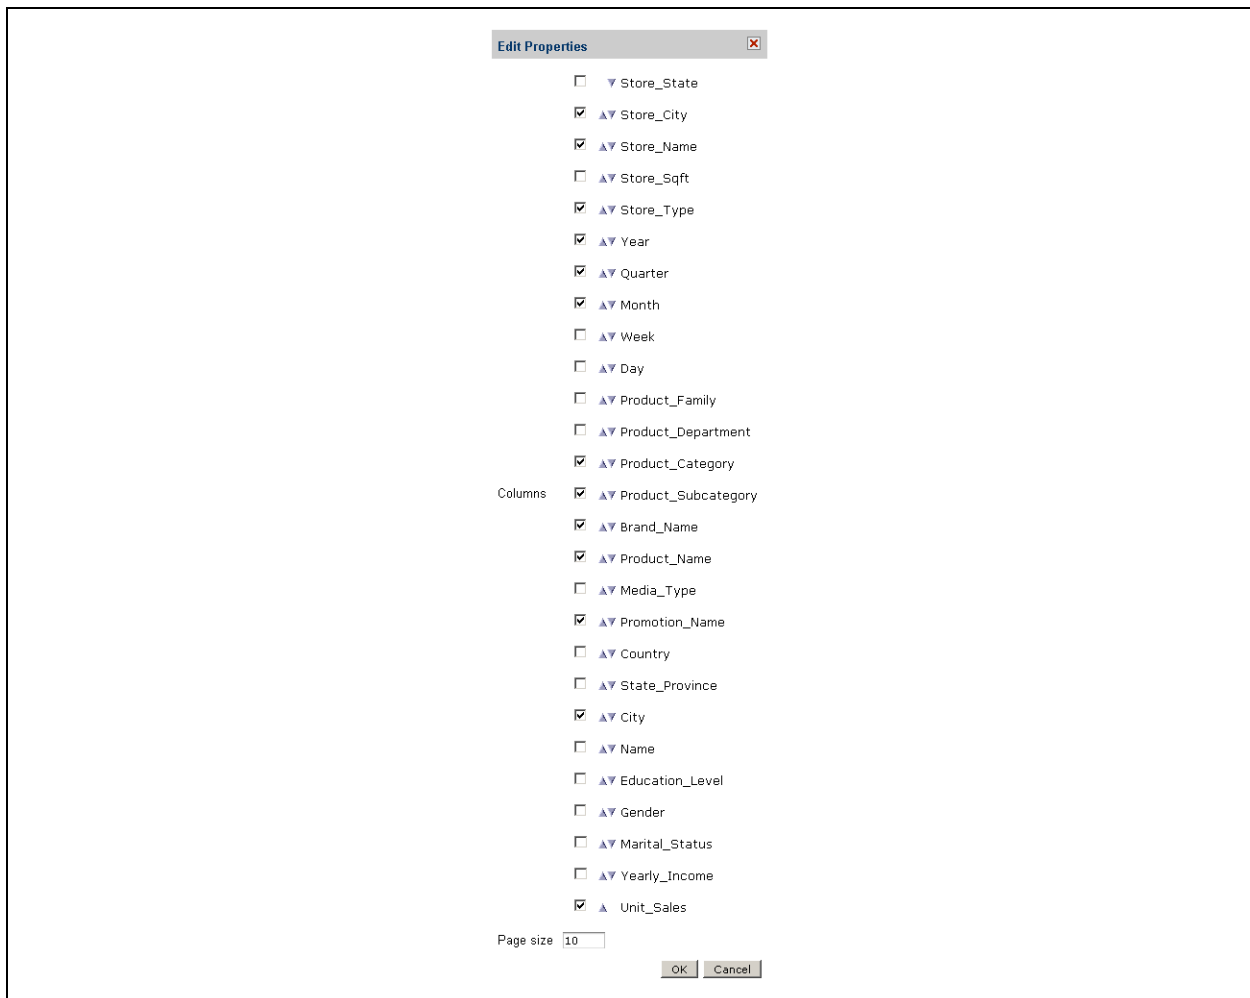 Edit Properties
Store_State
Store_City
Store_Name
Store_Sqft
Store_Type
Year
Quarter
Month
Week
Day
Product_Family
Product_Department
Product_Category
Columns Product_Subcategory
Brand_Name
Product_Name
Media_Type
Promotion_Name
Country
State_Province
City
Name
Education_Level
Gender
Marital_Status
Yearly_Income
Unit_Sales
Page size 10
OK Cancel